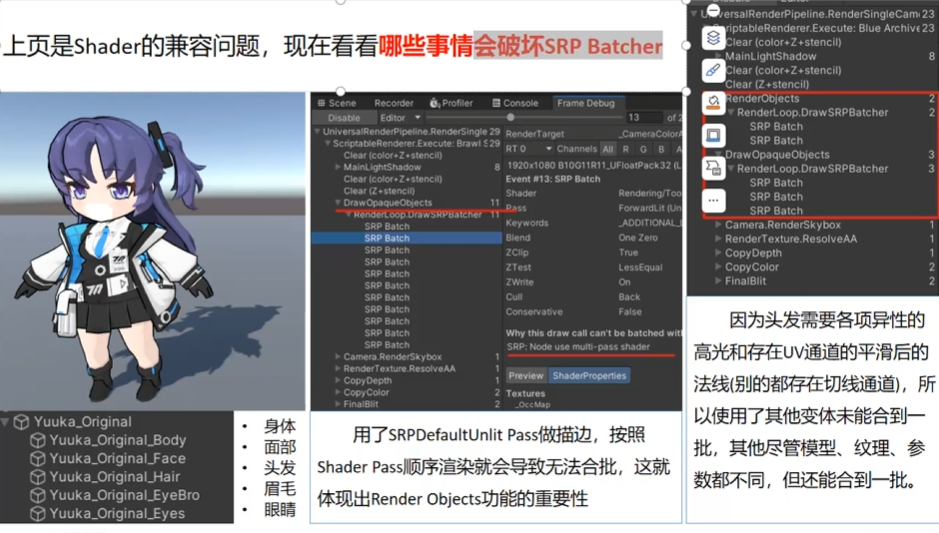 上页是Shader的兼容问题，现在看看哪些事情会破坏SRP Batcher
Yuuka_Original
Yuuka_Original_Body
Yuuka_Original_Face
Yuuka_Original_Hair
Yuuka_Original_EyeBro
Yuuka_Original_Eyes
• 身体
• 面部
• 头发
• 眉毛
• 眼睛
Scene Recorder Profiler Console Frame Debug
Disable Editor 13 of 2
UniversalRenderPipeline.RenderSingle 29
ScriptableRenderer.Execute: Brawl S 29
Clear (color+Z+stencil)
MainLightShadow 8
Clear (color+Z+stencil)
Clear (Z+stencil)
DrawOpaqueObjects 11
RenderLoop.DrawSRPBatcher 11
SRP Batch
SRP Batch
SRP Batch
SRP Batch
SRP Batch
SRP Batch
SRP Batch
SRP Batch
SRP Batch
SRP Batch
SRP Batch
Camera.RenderSkybox 1
RenderTexture.ResolveAA 1
CopyDepth 1
CopyColor 2
FinalBlit 1
RenderTarget _CameraColorA
RT 0 Channels All R G B
1920x1080 B10G11R11_UFloatPack32 (L
Event #13: SRP Batch
Shader Rendering/Too
Pass ForwardLit (Un
Keywords _ADDITIONAL_L
Blend One Zero
ZClip True
ZTest LessEqual
ZWrite On
Cull Back
Conservative False
Why this draw call can't be batched wit
SRP: Node use multi-pass shader
Preview ShaderProperties
Textures
_OccMap
用了SRPDefaultUnlit Pass做描边，按照
Shader Pass顺序渲染就会导致无法合批，这就
体现出Render Objects功能的重要性
UniversalRenderPipeline.RenderSingleCam 23
ScriptableRenderer.Execute: Blue Archive 23
Clear (color+Z+stencil)
MainLightShadow 8
Clear (color+Z+stencil)
Clear (Z+stencil)
RenderObjects 2
RenderLoop.DrawSRPBatcher 2
SRP Batch
SRP Batch
DrawOpaqueObjects 3
RenderLoop.DrawSRPBatcher 3
SRP Batch
SRP Batch
SRP Batch
Camera.RenderSkybox 1
RenderTexture.ResolveAA 1
CopyDepth 1
CopyColor 2
FinalBlit 2
因为头发需要各项异性的
高光和存在UV通道的平滑后的
法线(别的都存在切线通道)，所
以使用了其他变体未能合到一
批，其他尽管模型、纹理、参
数都不同，但还能合到一批。